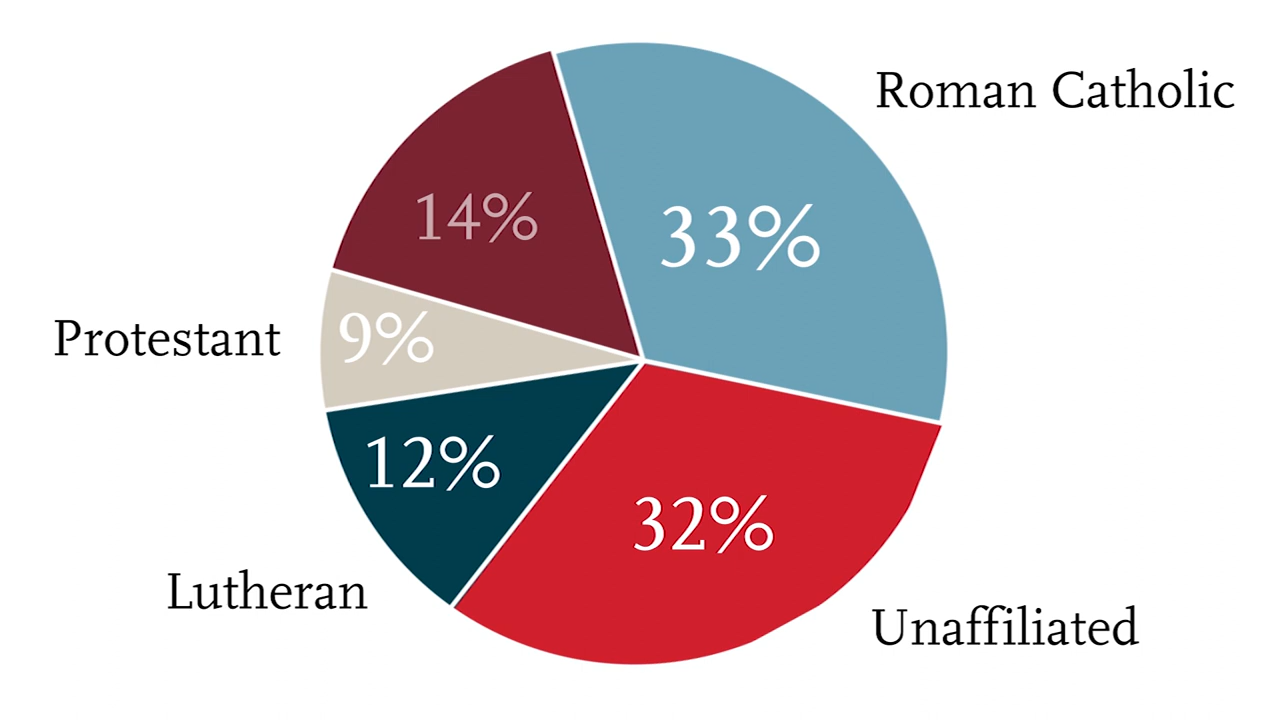 Roman Catholic
14%
33%
Protestant
9%
12%
32%
Lutheran
Unaffiliated